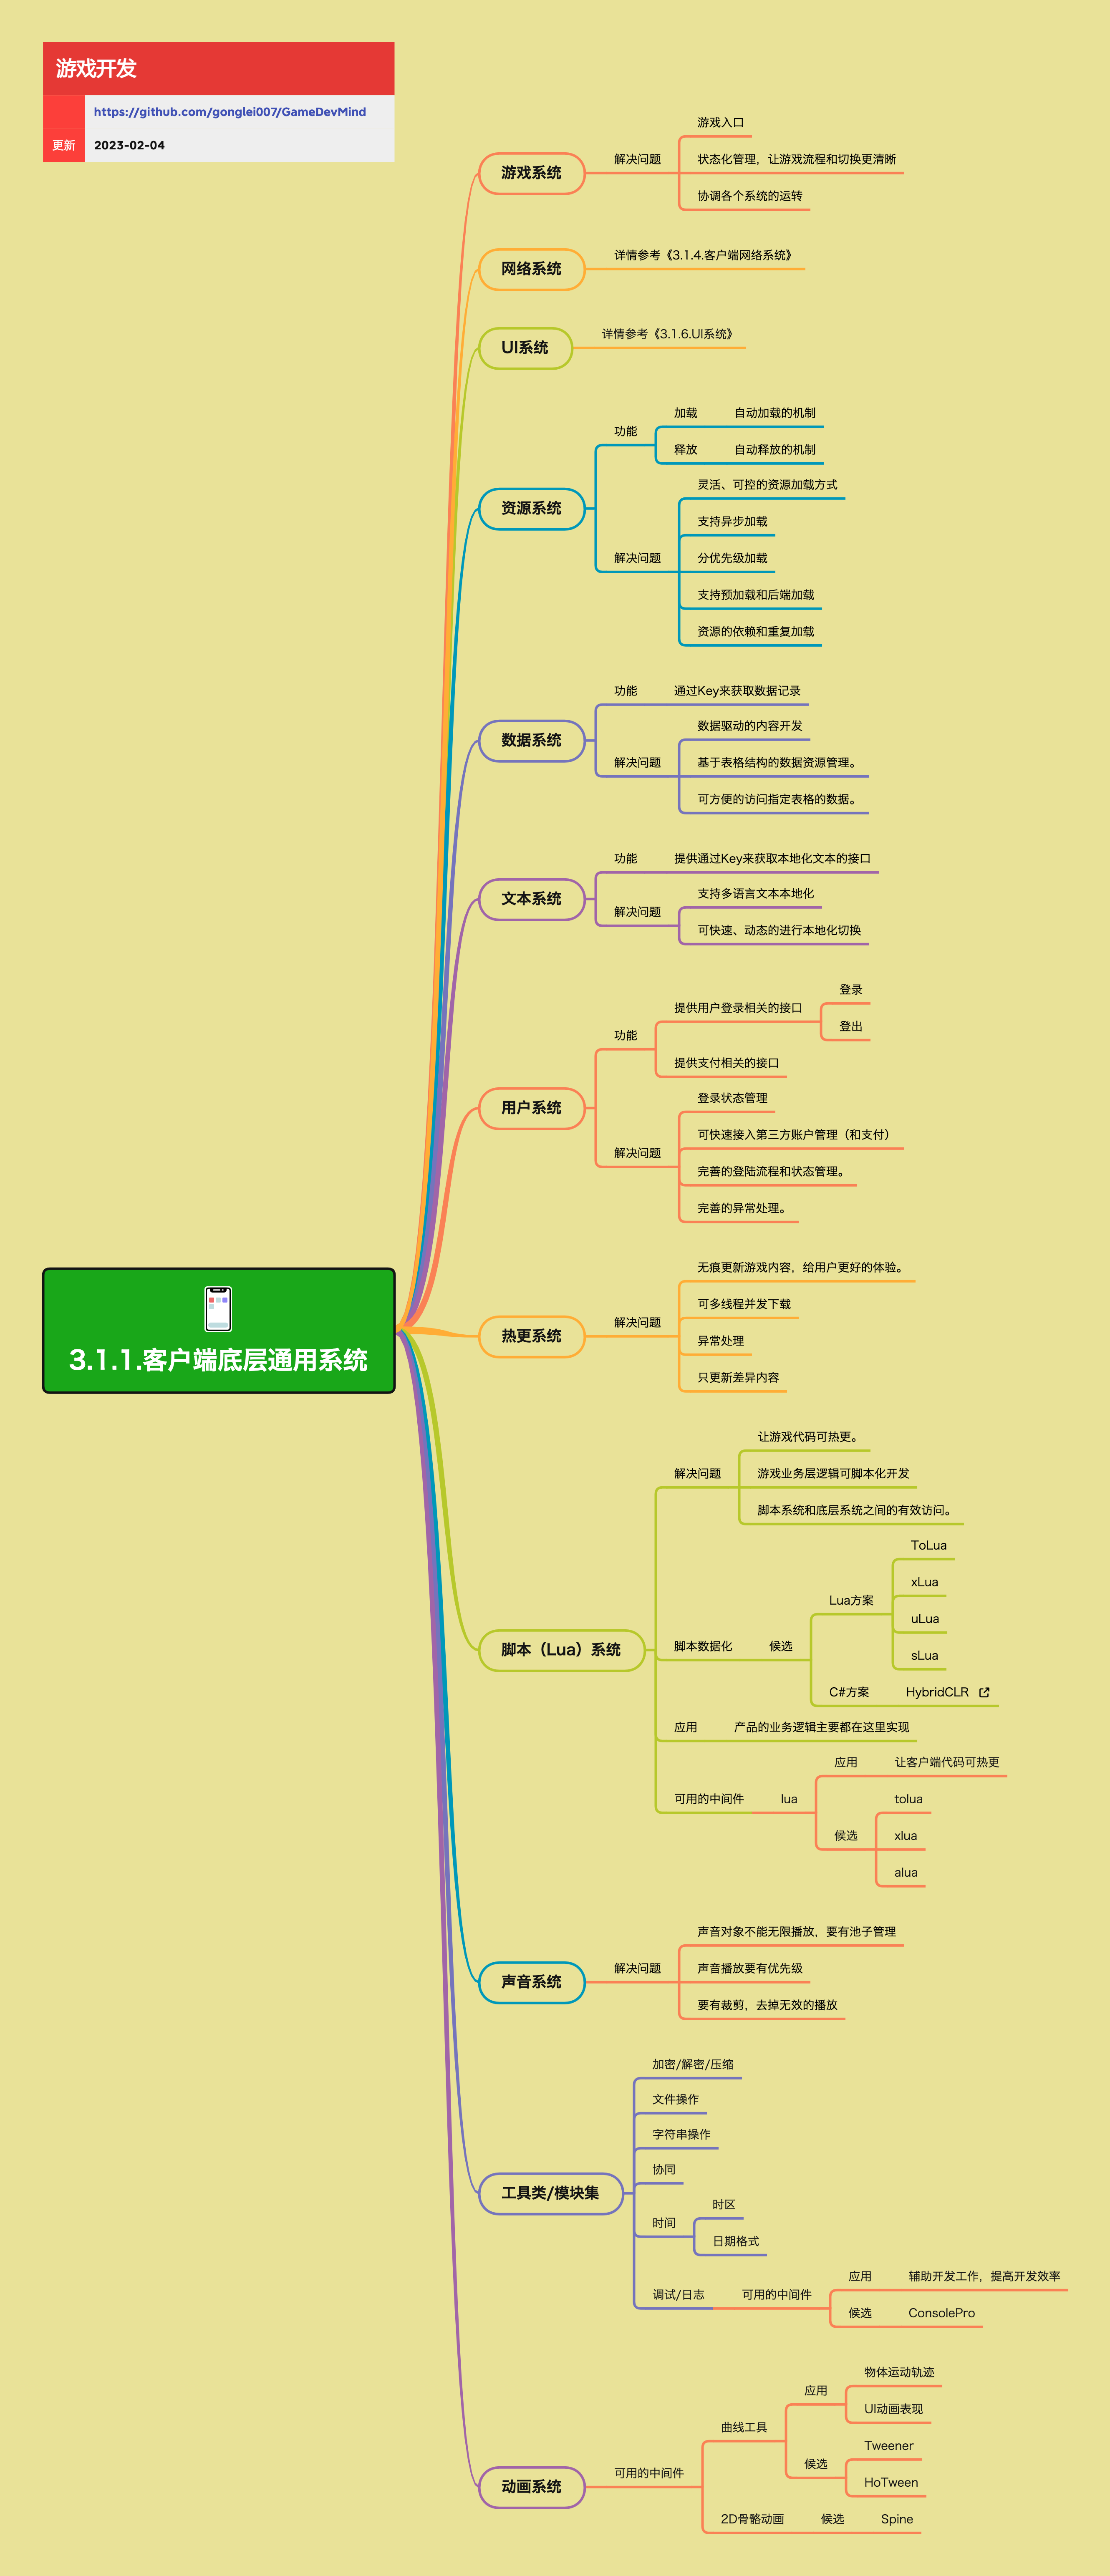 游戏开发
https://github.com/gonglei007/GameDevMind
更新 2023-02-04
3.1.1.客户端底层通用系统
游戏系统
解决问题
游戏入口
状态化管理，让游戏流程和切换更清晰
协调各个系统的运转
网络系统
详情参考《3.1.4.客户端网络系统》
UI系统
详情参考《3.1.6.UI系统》
资源系统
功能
加载
自动加载的机制
释放
自动释放的机制
解决问题
灵活、可控的资源加载方式
支持异步加载
分优先级加载
支持预加载和后端加载
资源的依赖和重复加载
数据系统
功能
通过Key来获取数据记录
解决问题
数据驱动的内容开发
基于表格结构的数据资源管理。
可方便的访问指定表格的数据。
文本系统
功能
提供通过Key来获取本地化文本的接口
解决问题
支持多语言文本本地化
可快速、动态的进行本地化切换
用户系统
功能
提供用户登录相关的接口
登录
登出
提供支付相关的接口
解决问题
登录状态管理
可快速接入第三方账户管理（和支付）
完善的登陆流程和状态管理。
完善的异常处理。
热更系统
解决问题
无痕更新游戏内容，给用户更好的体验。
可多线程并发下载
异常处理
只更新差异内容
脚本（Lua）系统
解决问题
让游戏代码可热更。
游戏业务层逻辑可脚本化开发
脚本系统和底层系统之间的有效访问。
脚本数据化
候选
Lua方案
ToLua
xLua
uLua
sLua
C#方案
HybridCLR
应用
产品的业务逻辑主要都在这里实现
可用的中间件
lua
应用
让客户端代码可热更
候选
tolua
xlua
alua
声音系统
解决问题
声音对象不能无限播放，要有池子管理
声音播放要有优先级
要有裁剪，去掉无效的播放
工具类/模块集
加密/解密/压缩
文件操作
字符串操作
协同
时间
时区
日期格式
调试/日志
可用的中间件
应用
辅助开发工作，提高开发效率
候选
ConsolePro
动画系统
可用的中间件
曲线工具
应用
物体运动轨迹
UI动画表现
候选
Tweener
HoTween
2D骨骼动画
候选
Spine